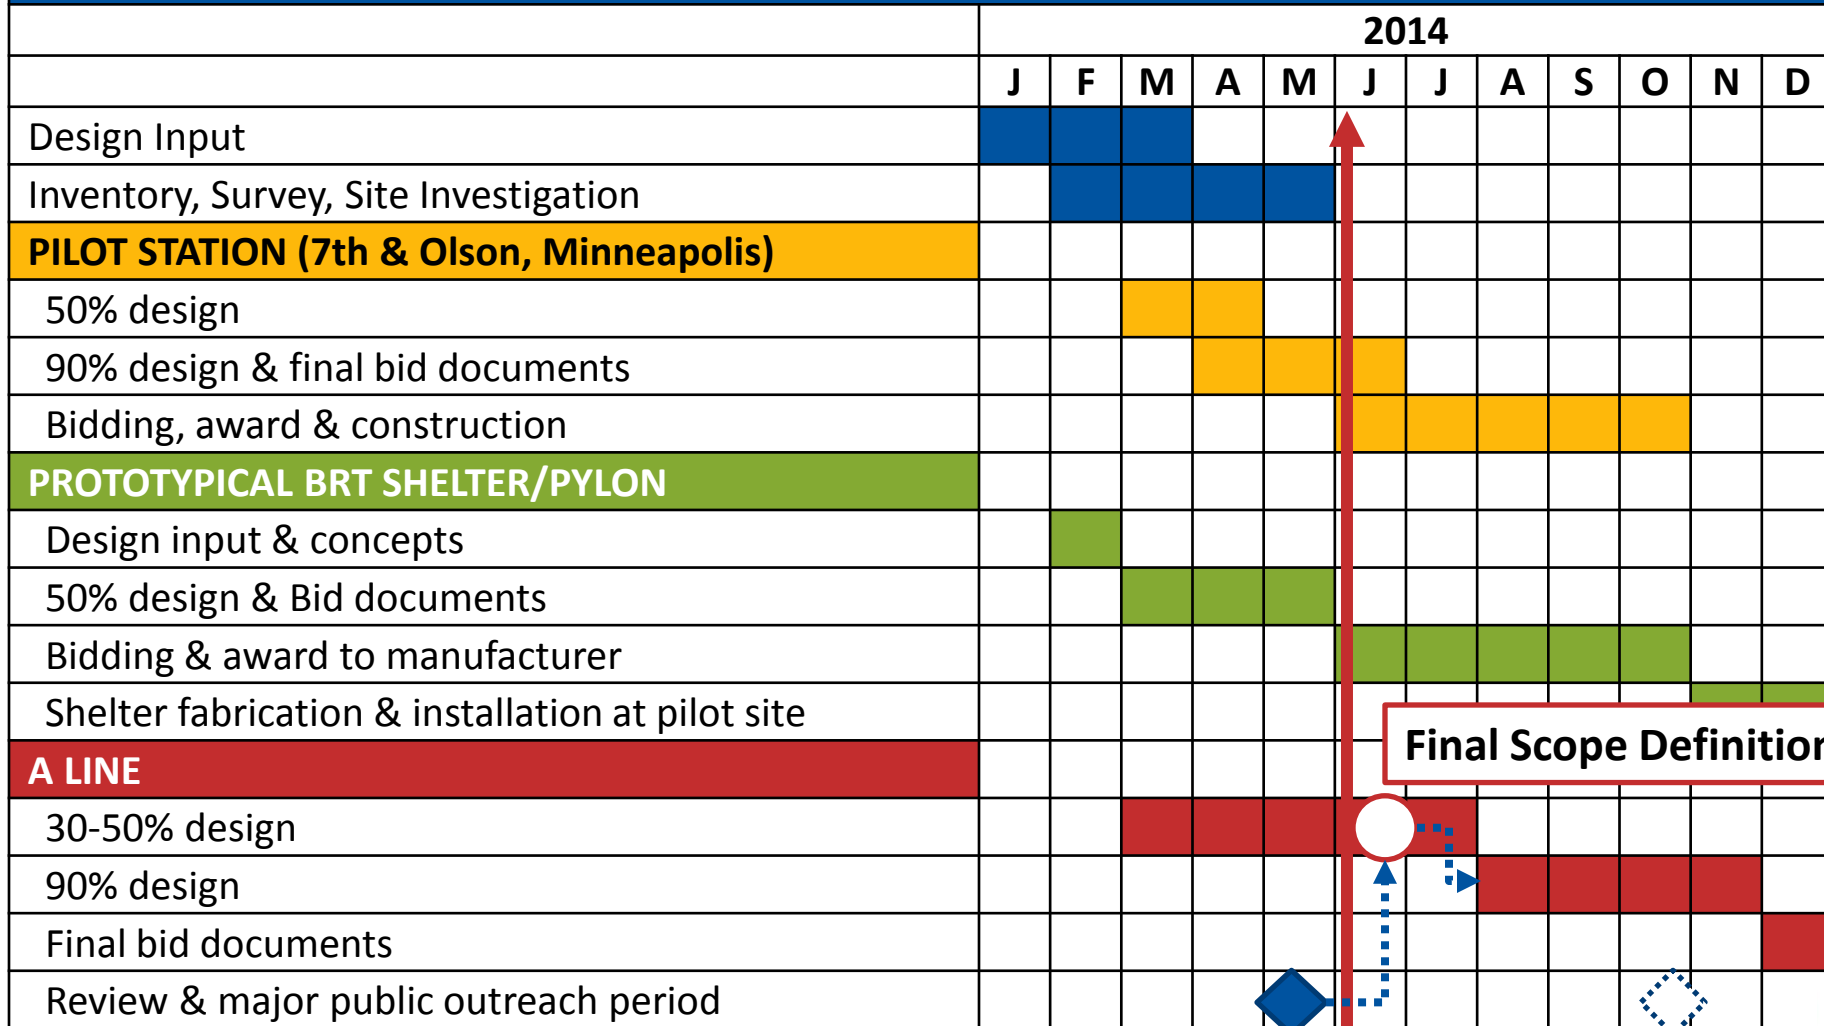 2014
J F M A M J J A S O N D
Design Input
Inventory, Survey, Site Investigation
PILOT STATION (7th & Olson, Minneapolis)
50% design
90% design & final bid documents
Bidding, award & construction
PROTOTYPICAL BRT SHELTER/PYLON
Design input & concepts
50% design & Bid documents
Bidding & award to manufacturer
Shelter fabrication & installation at pilot site
Final Scope Definition
A LINE
30-50% design
90% design
Final bid documents
Review & major public outreach period